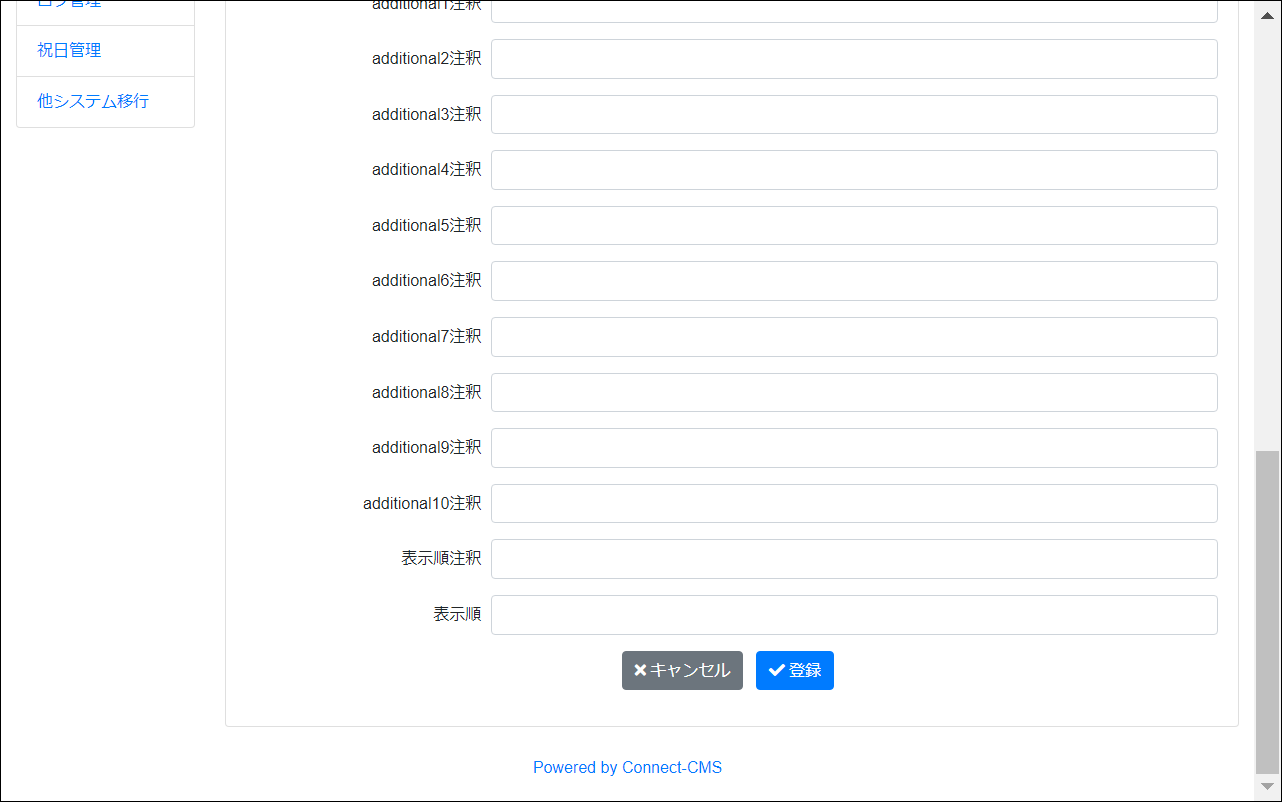 ログ管理
祝日管理
他システム移行
additional1注釈
additional2注釈
additional3注釈
additional4注釈
additional5注釈
additional6注釈
additional7注釈
additional8注釈
additional9注釈
additional10注釈
表示順注釈
表示順
キャンセル 登録
Powered by Connect-CMS